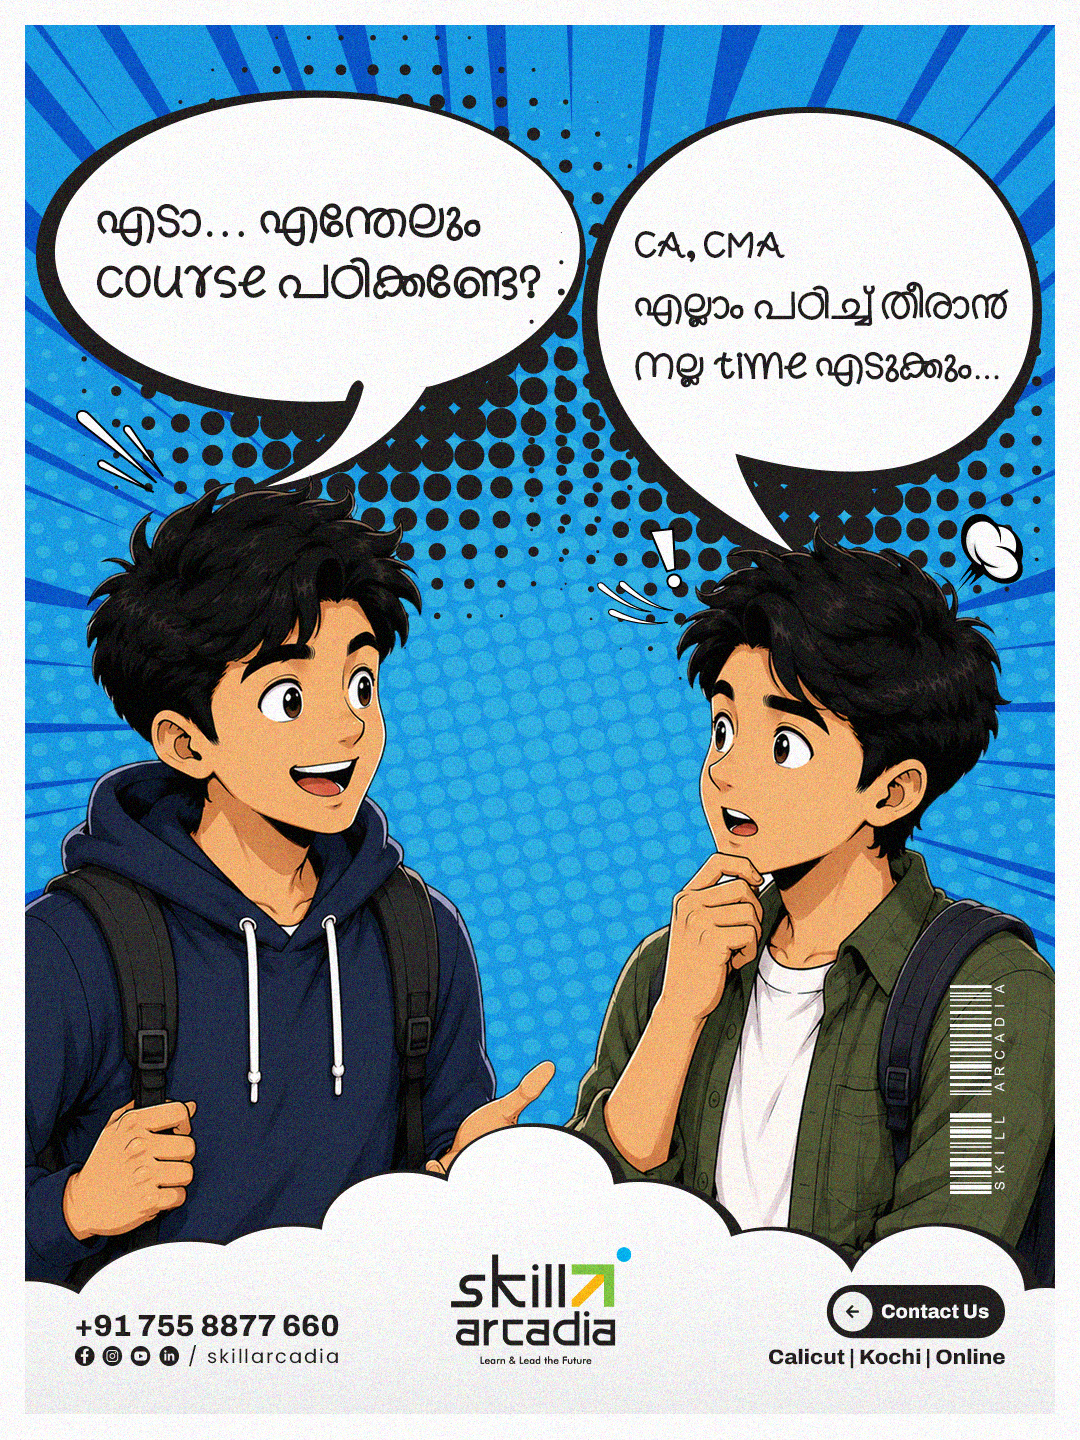 എടാ... എന്തേലും
course പഠിക്കണ്ടേ?
CA, CMA
എല്ലാം പഠിച്ച് തീരാൻ
നല്ല time എടുക്കും...
!
SKILL ARCADIA
skill
arcadia
Learn & Lead the Future
+91 755 8877 660
/ skillarcadia
Contact Us
Calicut | Kochi | Online